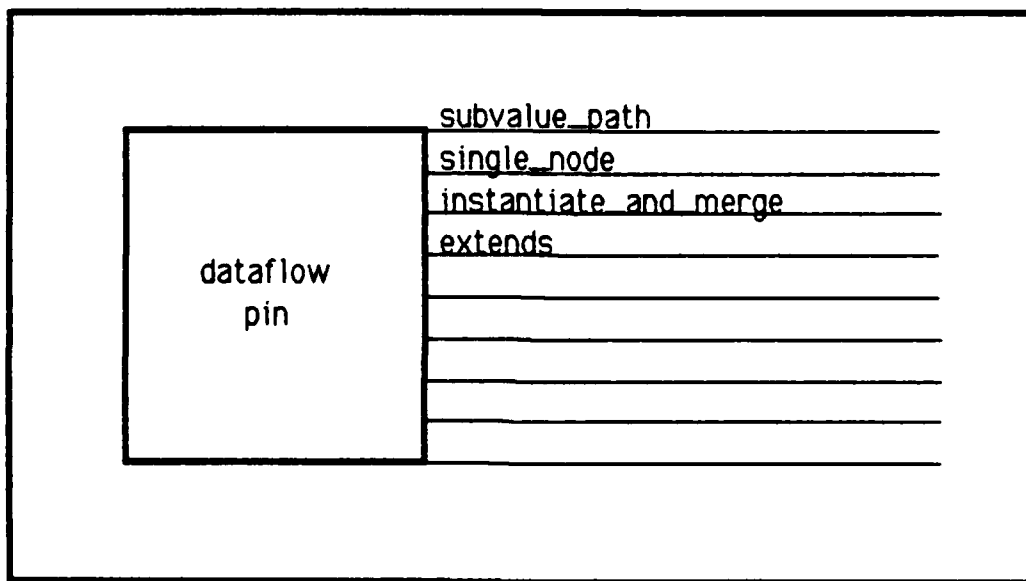 subvalue_path
single_node
instantiate_and_merge
extends
dataflow
pin